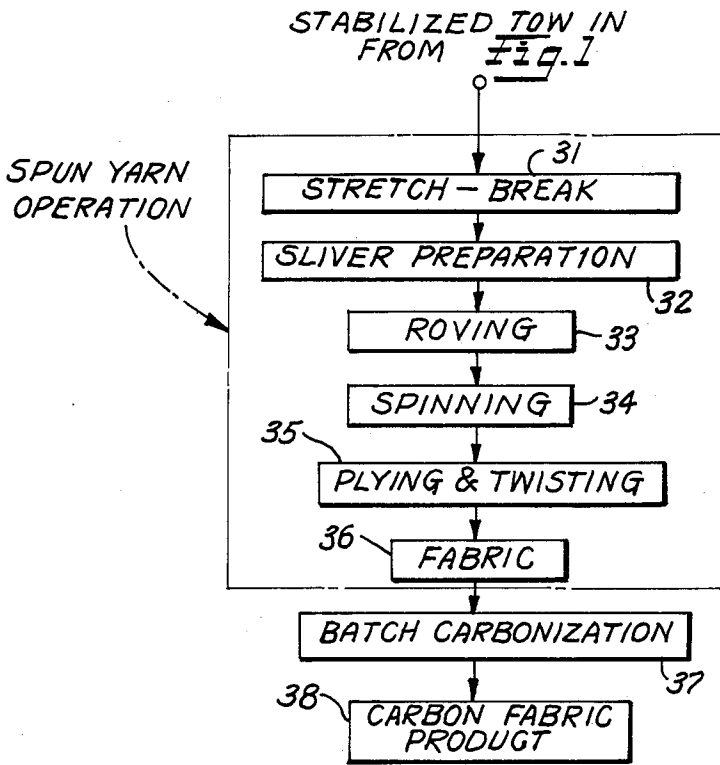 STABILIZED TOW IN
FROM Fig.1
SPUN YARN
OPERATION
31
STRETCH - BREAK
SLIVER PREPARATION
32
ROVING
33
SPINNING
34
35
PLYING & TWISTING
36
FABRIC
BATCH CARBONIZATION
37
38
CARBON FABRIC
PRODUCT